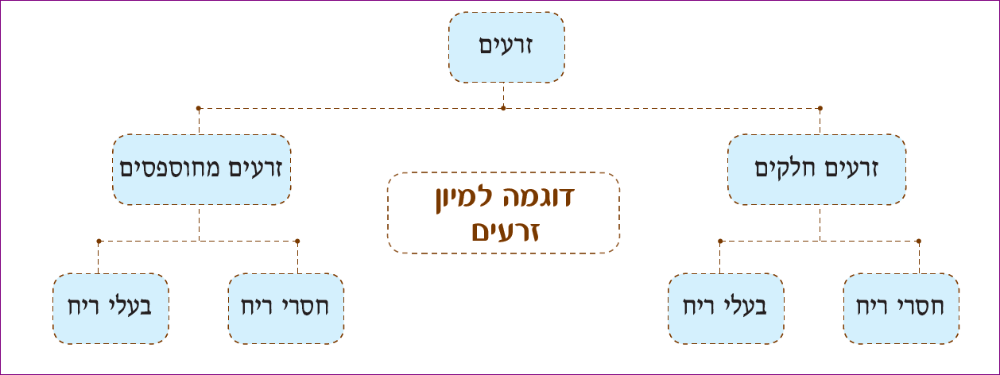 זרעים
זרעים חלקים
זרעים מחוספסים
דוגמה למיון
זרעים
חסרי ריח
בעלי ריח
חסרי ריח
בעלי ריח